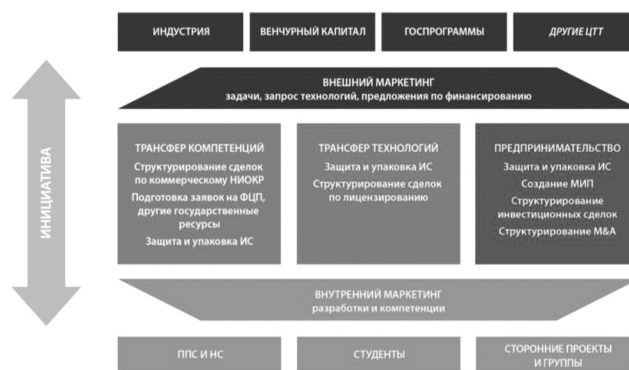 ИНДУСТРИЯ
ВЕНЧУРНЫЙ КАПИТАЛ
ГОСПРОГРАММЫ
ДРУГИЕ ЦТТ
ВНЕШНИЙ МАРКЕТИНГ
задачи, запрос технологий, предложения по финансированию
ИНИЦИАТИВА
ТРАНСФЕР КОМПЕТЕНЦИЙ
Структурирование сделок
по коммерческому НИОКР
Подготовка заявок на ФЦП,
другие государственные
ресурсы
Защита и упаковка ИС
ТРАНСФЕР ТЕХНОЛОГИЙ
Защита и упаковка ИС
Структурирование сделок
по лицензированию
ПРЕДПРИНИМАТЕЛЬСТВО
Защита и упаковка ИС
Создание МИП
Структурирование
инвестиционных сделок
Структурирование M&A
ВНУТРЕННИЙ МАРКЕТИНГ
разработки и компетенции
ППС И НС
СТУДЕНТЫ
СТОРОННИЕ ПРОЕКТЫ
И ГРУППЫ